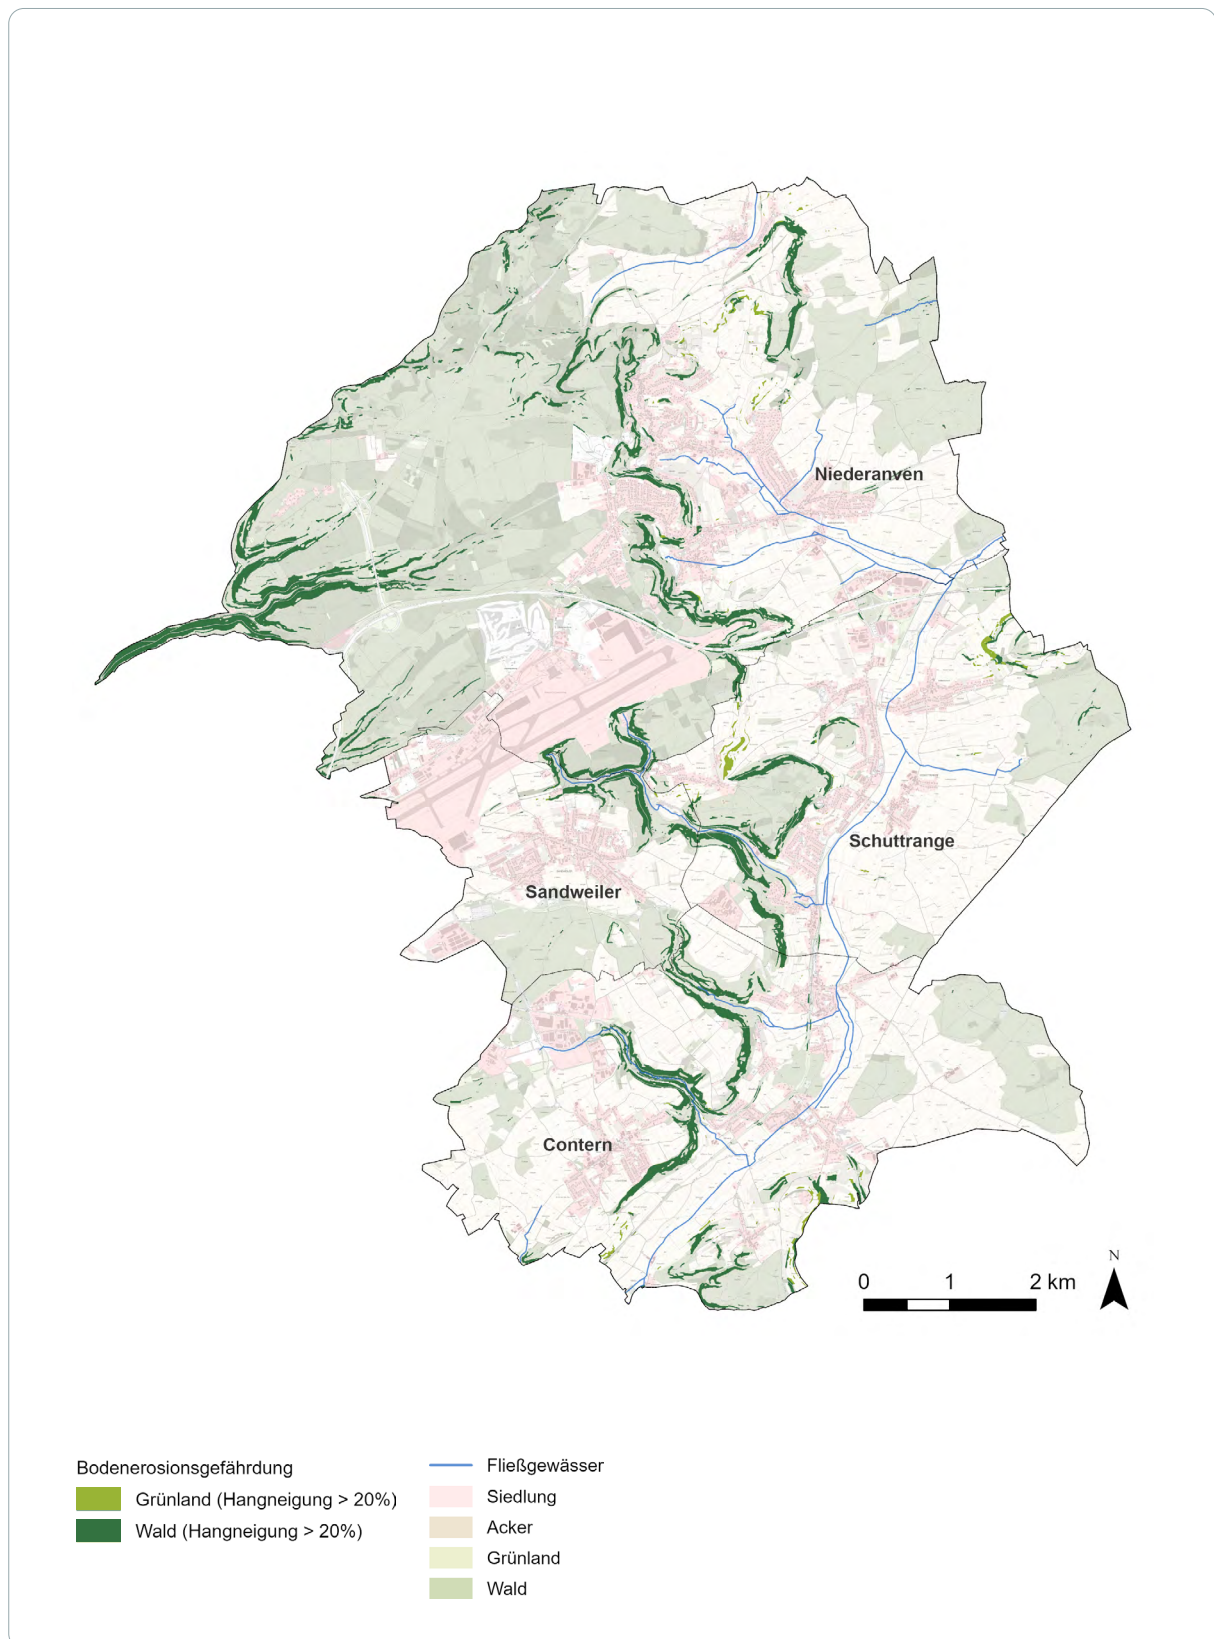 Niederanven
Schuttrange
Sandweiler
Contern
N
0 1 2 km
Bodenerosionsgefährdung
Grünland (Hangneigung > 20%)
Wald (Hangneigung > 20%)
Fließgewässer
Siedlung
Acker
Grünland
Wald